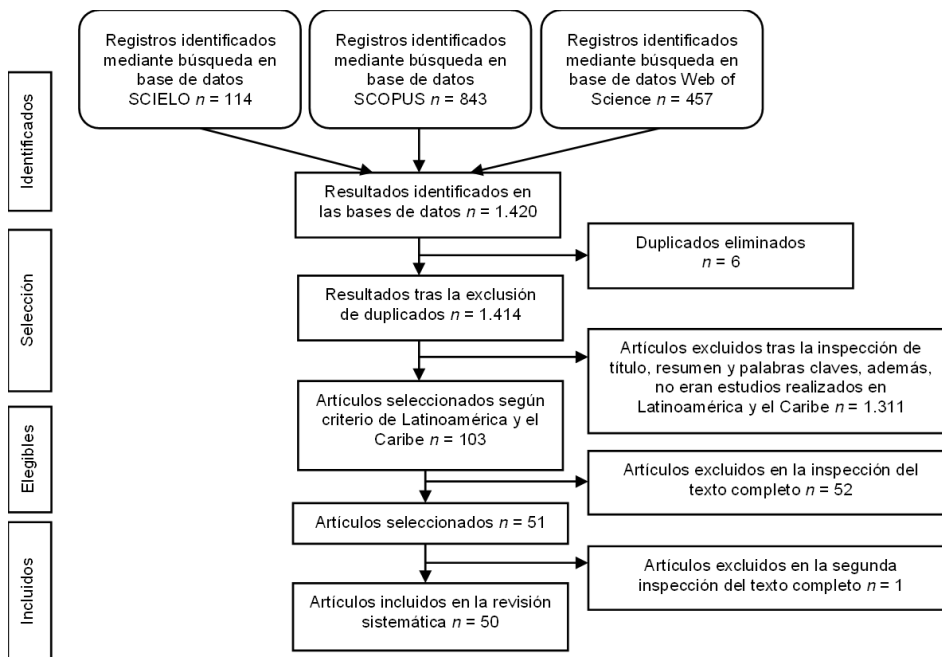 Registros identificados
mediante búsqueda en
base de datos
SCIELO n = 114
Registros identificados
mediante búsqueda en
base de datos
SCOPUS n = 843
Registros identificados
mediante búsqueda en
base de datos Web of
Science n = 457
Identificados
Resultados identificados en
las bases de datos n = 1.420
Selección
Duplicados eliminados
n = 6
Resultados tras la exclusión
de duplicados n = 1.414
Artículos excluidos tras la inspección de
título, resumen y palabras claves, además,
no eran estudios realizados en
Latinoamérica y el Caribe n = 1.311
Artículos seleccionados según
criterio de Latinoamérica y el
Caribe n = 103
Elegibles
Artículos excluidos en la inspección del
texto completo n = 52
Artículos seleccionados n = 51
Incluidos
Artículos excluidos en la segunda
inspección del texto completo n = 1
Artículos incluidos en la revisión
sistemática n = 50